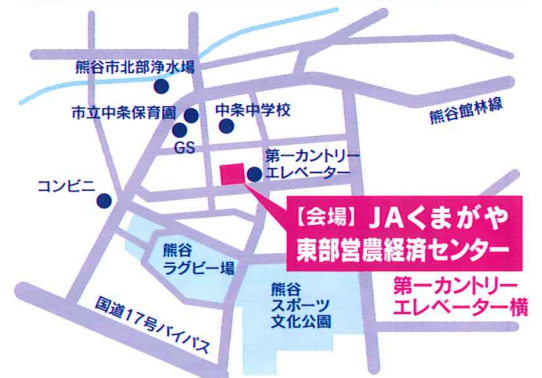 熊谷市北部浄水場
市立中条保育園
中条中学校
GS
熊谷館林線
第一カントリー
エレベーター
コンビニ
【会場】JAくまがや
東部営農経済センター
第一カントリー
エレベーター横
熊谷
ラグビー場
熊谷
スポーツ
文化公園
国道17号バイパス